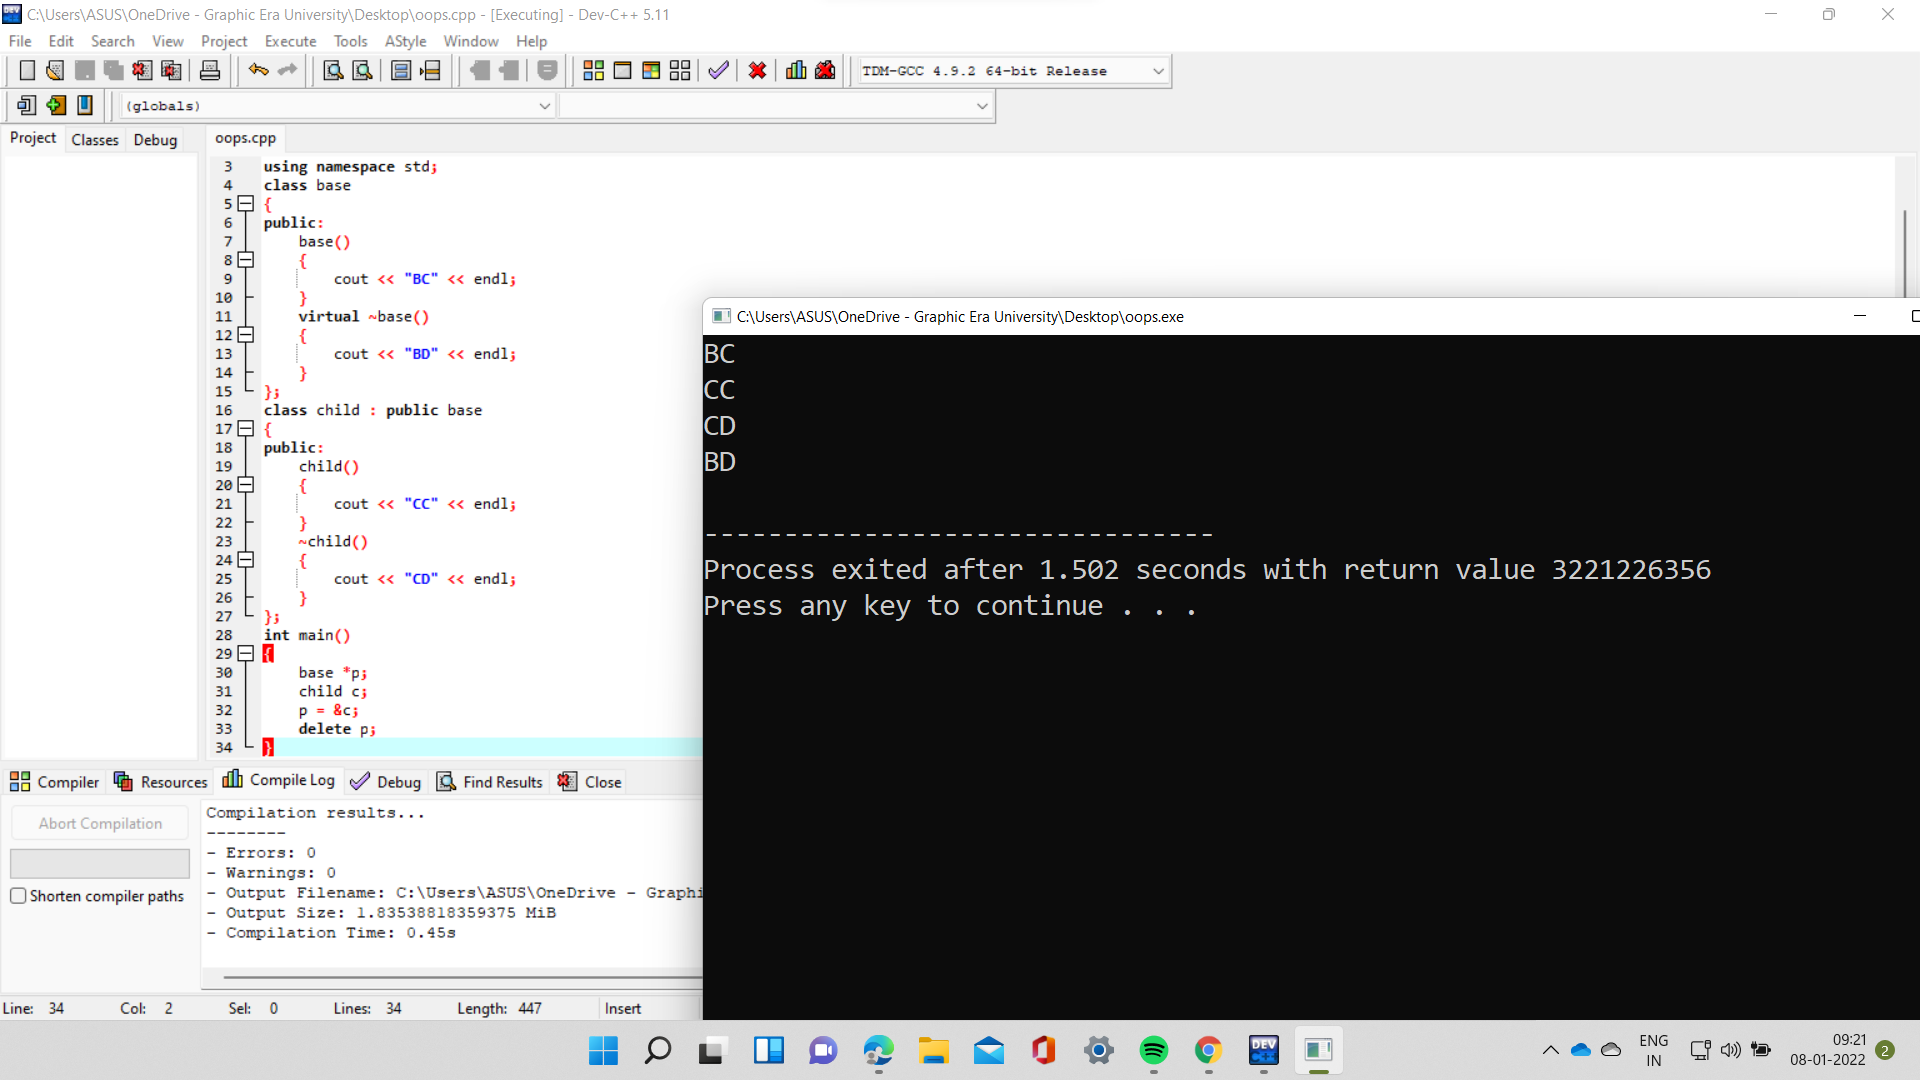 C:\Users\ASUS\OneDrive - Graphic Era University\Desktop\oops.cpp - [Executing] - Dev-C++ 5.11
File Edit Search View Project Execute Tools AStyle Window Help
TDM-GCC 4.9.2 64-bit Release
(globals)
Project Classes Debug oops.cpp
3 using namespace std;
4 class base
5 {
6 public:
7 base()
8 {
9 cout << "BC" << endl;
10 }
11 virtual ~base()
12 {
13 cout << "BD" << endl;
14 }
15 };
16 class child : public base
17 {
18 public:
19 child()
20 {
21 cout << "CC" << endl;
22 }
23 ~child()
24 {
25 cout << "CD" << endl;
26 }
27 };
28 int main()
29 {
30 base *p;
31 child c;
32 p = &c;
33 delete p;
34 }
C:\Users\ASUS\OneDrive - Graphic Era University\Desktop\oops.exe
BC
CC
CD
BD
--------------------------------
Process exited after 1.502 seconds with return value 3221226356
Press any key to continue . . .
Compiler Resources Compile Log Debug Find Results Close
Abort Compilation
Shorten compiler paths
Compilation results...
--------
- Errors: 0
- Warnings: 0
- Output Filename: C:\Users\ASUS\OneDrive - Graphi
- Output Size: 1.83538818359375 MiB
- Compilation Time: 0.45s
Line: 34 Col: 2 Sel: 0 Lines: 34 Length: 447 Insert
DEV C++
ENG
IN
09:21
08-01-2022
2